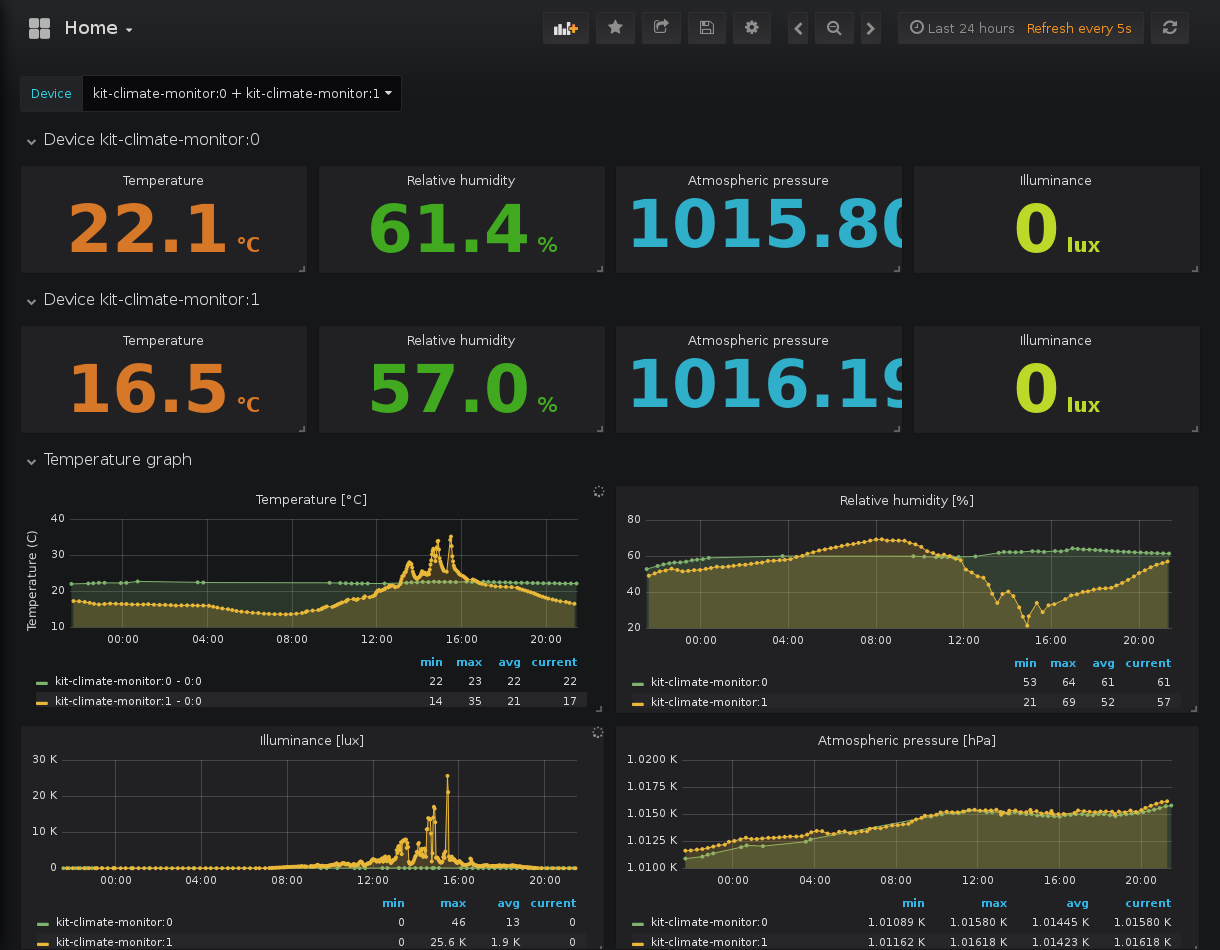 Home
Last 24 hours Refresh every 5s
Device kit-climate-monitor:0 + kit-climate-monitor:1
Device kit-climate-monitor:0
Temperature Relative humidity Atmospheric pressure Illuminance
22.1 °C 61.4 % 1015.80 0 lux
Device kit-climate-monitor:1
Temperature Relative humidity Atmospheric pressure Illuminance
16.5 °C 57.0 % 1016.19 0 lux
Temperature graph
Temperature [°C]
Temperature (C)
40
30
20
10
00:00 04:00 08:00 12:00 16:00 20:00
min max avg current
kit-climate-monitor:0 - 0:0 22 23 22 22
kit-climate-monitor:1 - 0:0 14 35 21 17
Relative humidity [%]
80
60
40
20
00:00 04:00 08:00 12:00 16:00 20:00
min max avg current
kit-climate-monitor:0 53 64 61 61
kit-climate-monitor:1 21 69 52 57
Illuminance [lux]
30 K
20 K
10 K
0
00:00 04:00 08:00 12:00 16:00 20:00
min max avg current
kit-climate-monitor:0 0 46 13 0
kit-climate-monitor:1 0 25.6 K 1.9 K 0
Atmospheric pressure [hPa]
1.0200 K
1.0175 K
1.0150 K
1.0125 K
1.0100 K
00:00 04:00 08:00 12:00 16:00 20:00
min max avg current
kit-climate-monitor:0 1.01089 K 1.01580 K 1.01445 K 1.01580 K
kit-climate-monitor:1 1.01162 K 1.01618 K 1.01423 K 1.01618 K